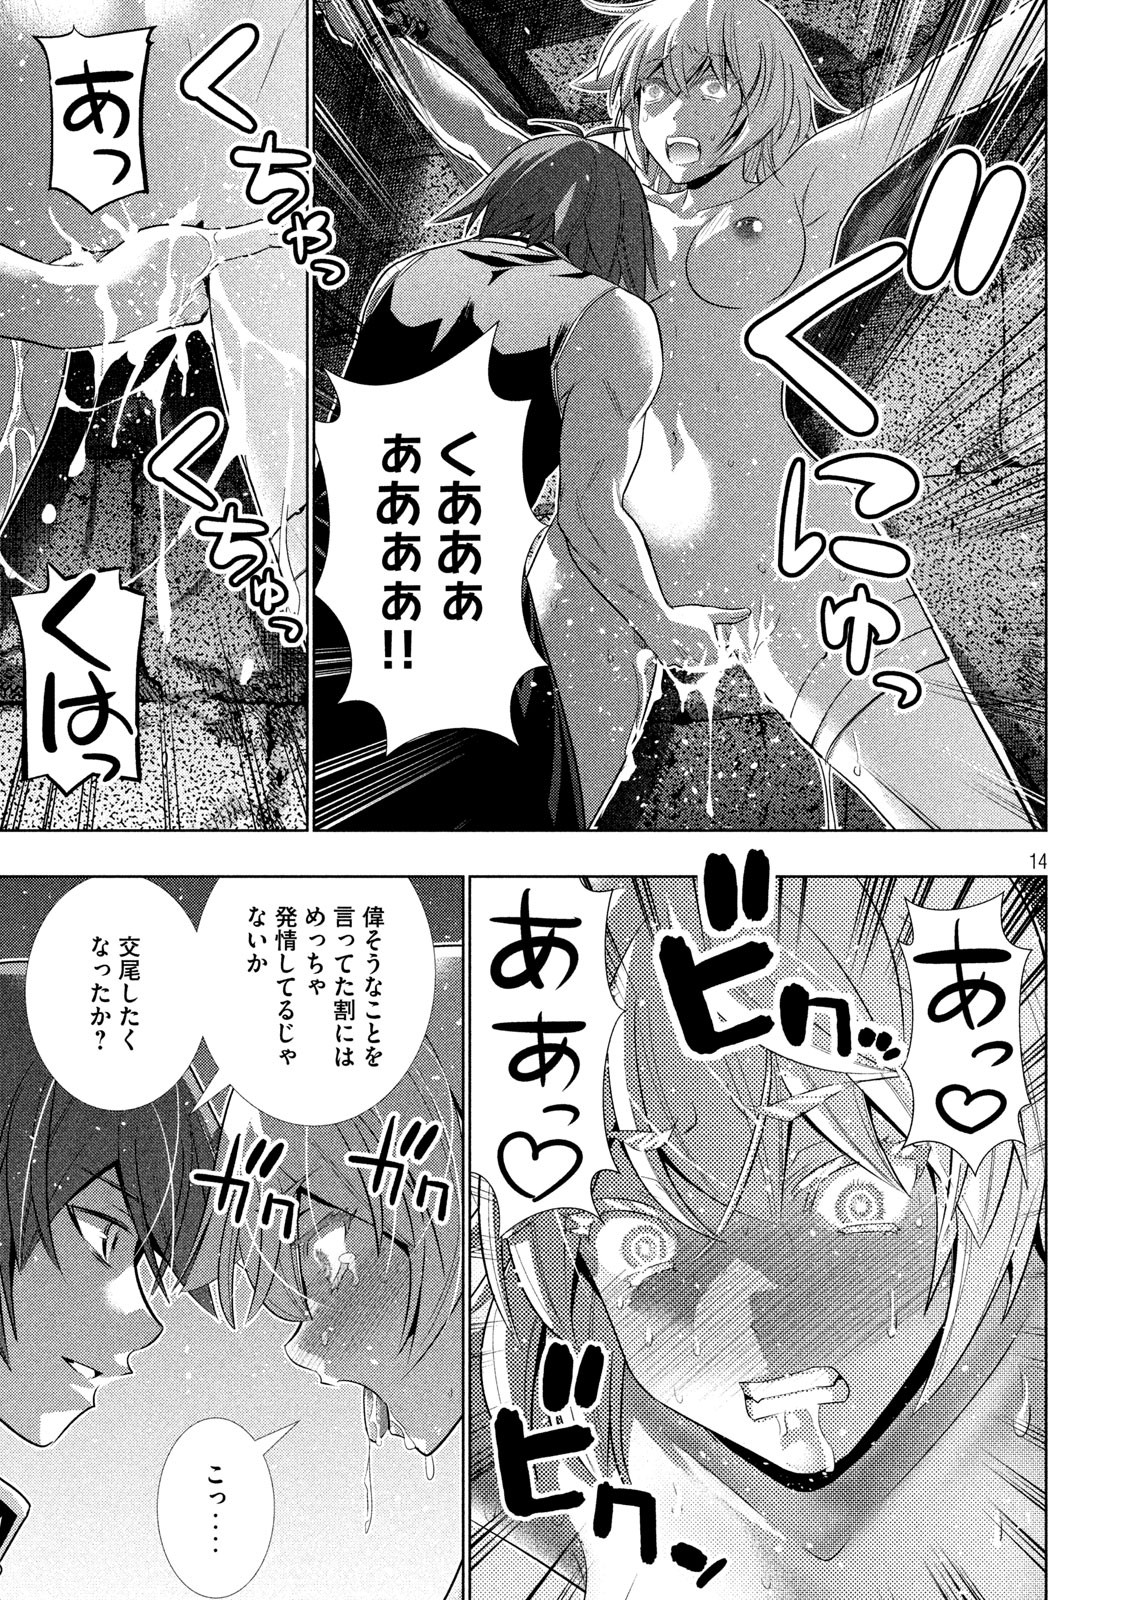 ぐにゅっ
くあああぁ
あああぁぁ!!
くちゃっ
あっ
くちゅっ
くはっ
14
あっ♡
ビクッ
ああっ♡
ビクッ
偉そうなことを
言ってた割には
めっちゃ
発情してるじゃ
ないか
交尾したく
なったか?
ガク
ガク
こっ‥‥